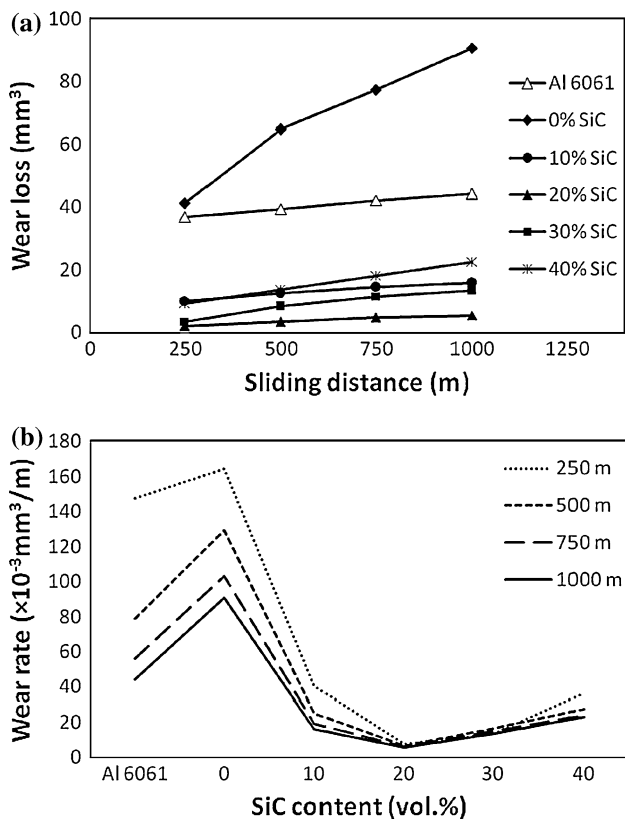 (a)
100
80
60
40
20
0
Wear loss (mm³)
0 250 500 750 1000 1250
Sliding distance (m)
Al 6061
0% SiC
10% SiC
20% SiC
30% SiC
40% SiC
(b)
180
160
140
120
100
80
60
40
20
0
Wear rate (×10⁻³mm³/m)
Al 6061 0 10 20 30 40
SiC content (vol.%)
250 m
500 m
750 m
1000 m